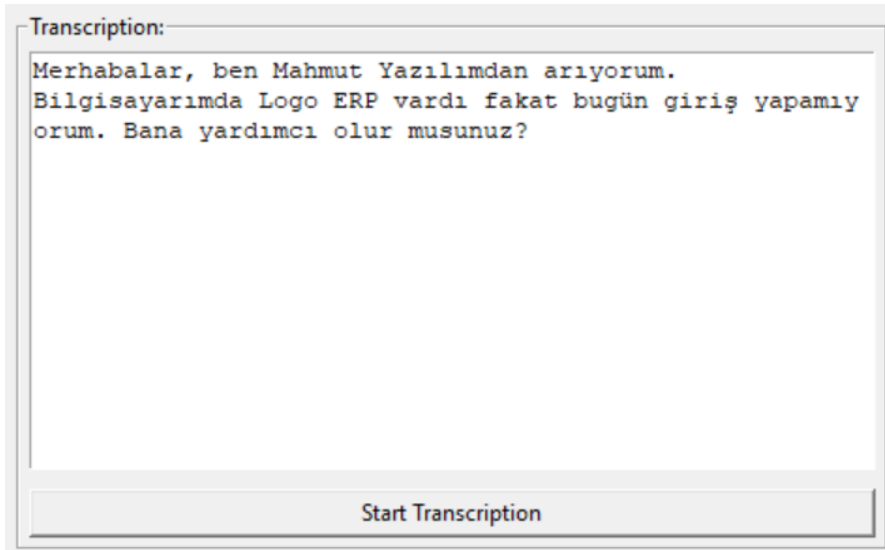 Transcription:
Merhabalar, ben Mahmut Yazılımdan arıyorum.
Bilgisayarımda Logo ERP vardı fakat bugün giriş yapamıy
orum. Bana yardımcı olur musunuz?
Start Transcription